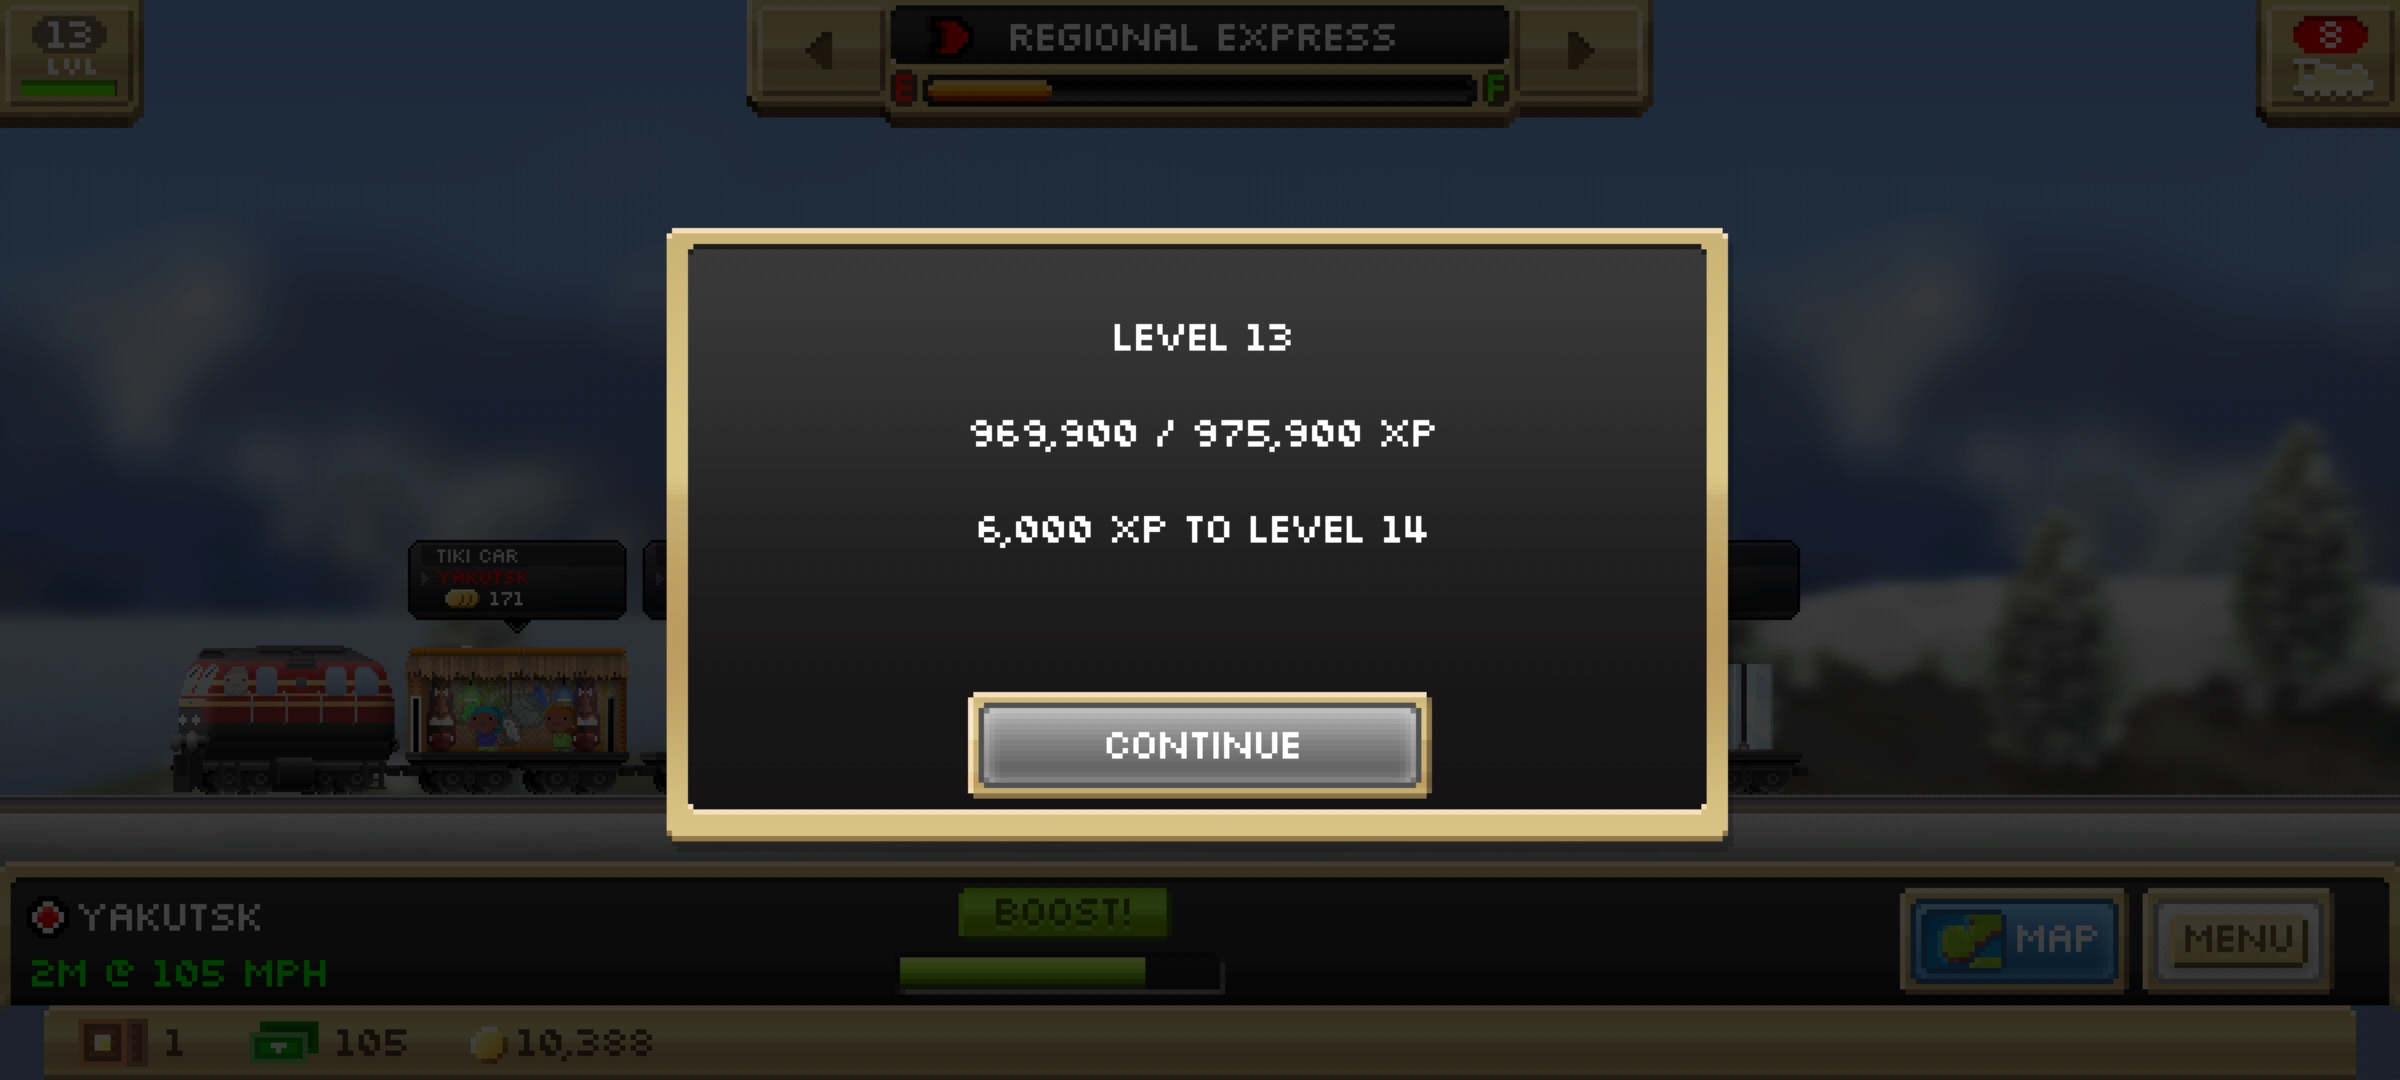 13
LVL
REGIONAL EXPRESS
E F
8
LEVEL 13
969,900 / 975,900 XP
6,000 XP TO LEVEL 14
TIKI CAR
YAKUTSK
171
CONTINUE
YAKUTSK
2M @ 105 MPH
BOOST!
MAP
MENU
1 105 10,388